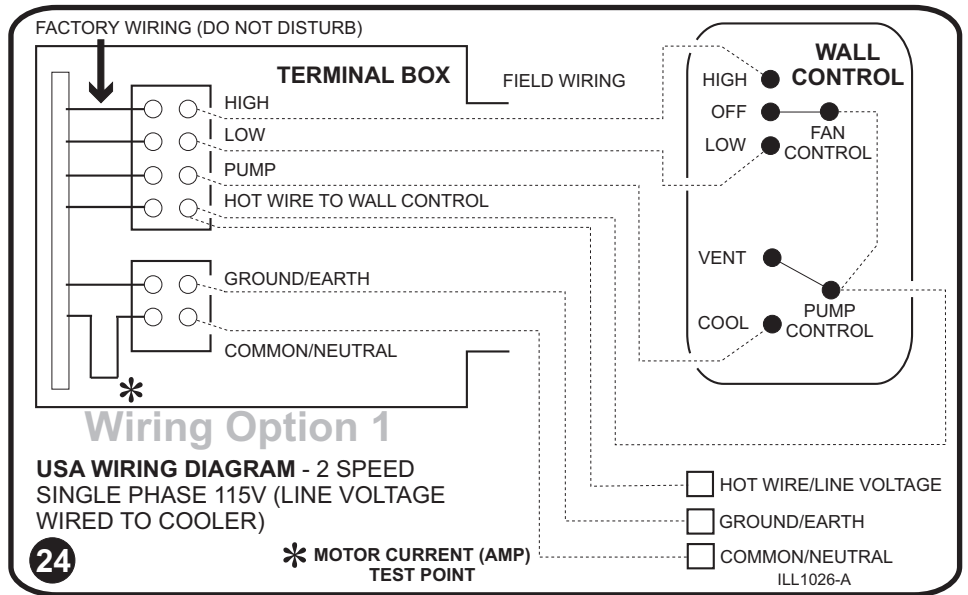 FACTORY WIRING (DO NOT DISTURB)
TERMINAL BOX
FIELD WIRING
HIGH
LOW
PUMP
HOT WIRE TO WALL CONTROL
GROUND/EARTH
COMMON/NEUTRAL
WALL
CONTROL
HIGH
OFF
LOW
FAN
CONTROL
VENT
COOL
PUMP
CONTROL
Wiring Option 1
USA WIRING DIAGRAM - 2 SPEED
SINGLE PHASE 115V (LINE VOLTAGE
WIRED TO COOLER)
24
* MOTOR CURRENT (AMP)
TEST POINT
HOT WIRE/LINE VOLTAGE
GROUND/EARTH
COMMON/NEUTRAL
ILL1026-A